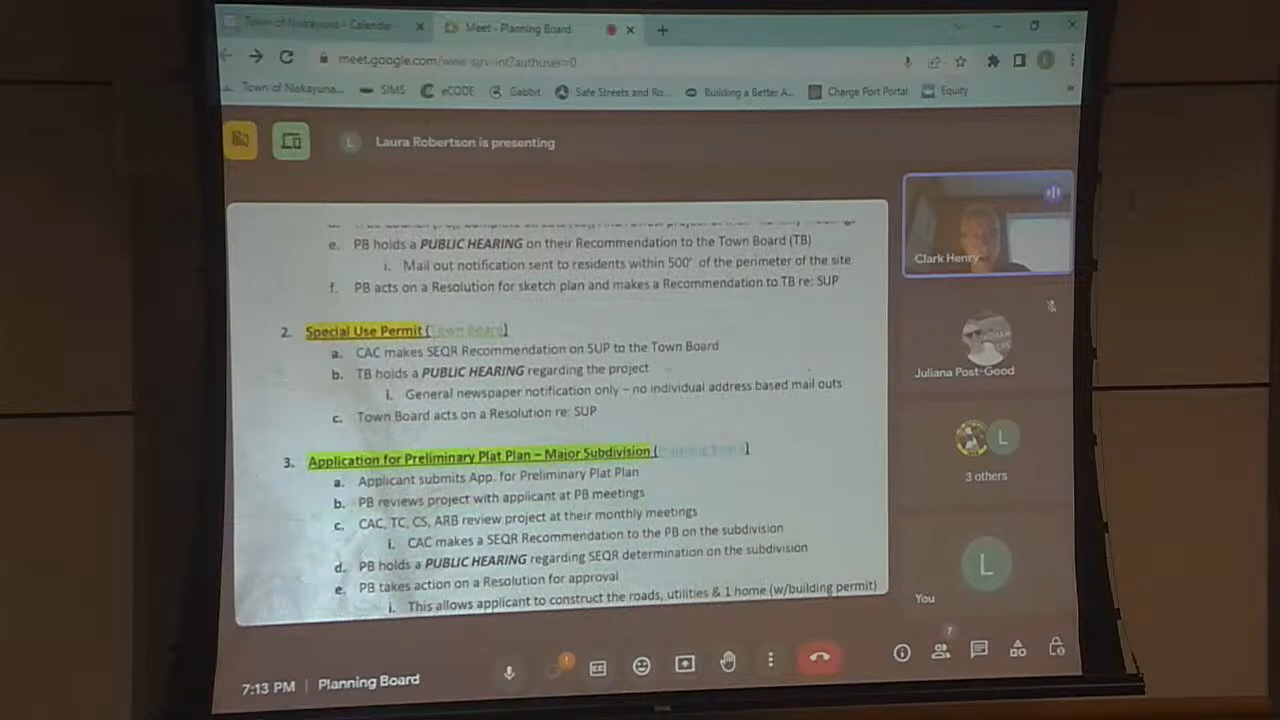 Town of Niskayuna - Calendar
Meet - Planning Board
meet.google.com/
Town of Niskayuna...
SIMS
eCODE
Gabbit
Safe Streets and Ro...
Building a Better A...
Charge Port Portal
Equity
»
L
Laura Robertson is presenting
e. PB holds a PUBLIC HEARING on their Recommendation to the Town Board (TB)
i. Mail out notification sent to residents within 500' of the perimeter of the site
f. PB acts on a Resolution for sketch plan and makes a Recommendation to TB re: SUP
2. Special Use Permit (Town Board)
a. CAC makes SEQR Recommendation on SUP to the Town Board
b. TB holds a PUBLIC HEARING regarding the project
i. General newspaper notification only – no individual address based mail outs
c. Town Board acts on a Resolution re: SUP
3. Application for Preliminary Plat Plan – Major Subdivision (Planning Board)
a. Applicant submits App. for Preliminary Plat Plan
b. PB reviews project with applicant at PB meetings
c. CAC, TC, CS, ARB review project at their monthly meetings
i. CAC makes a SEQR Recommendation to the PB on the subdivision
d. PB holds a PUBLIC HEARING regarding SEQR determination on the subdivision
e. PB takes action on a Resolution for approval
i. This allows applicant to construct the roads, utilities & 1 home (w/building permit)
Clark Henry
Juliana Post-Good
L
3 others
L
You
7:13 PM | Planning Board
CC
7